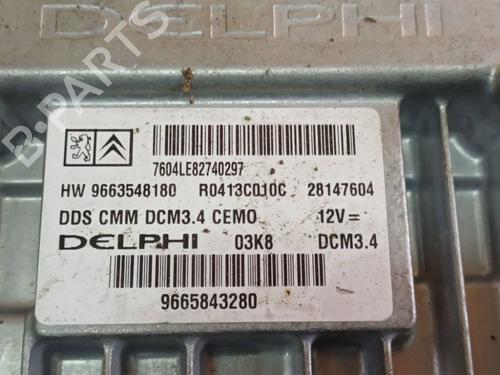 DELPHI
7604LE82740297
HW 9663548180 R0413C010C 28147604
DDS CMM DCM3.4 CEMO 12V=
DELPHI 03K8 DCM3.4
9665843280
B-PARTS